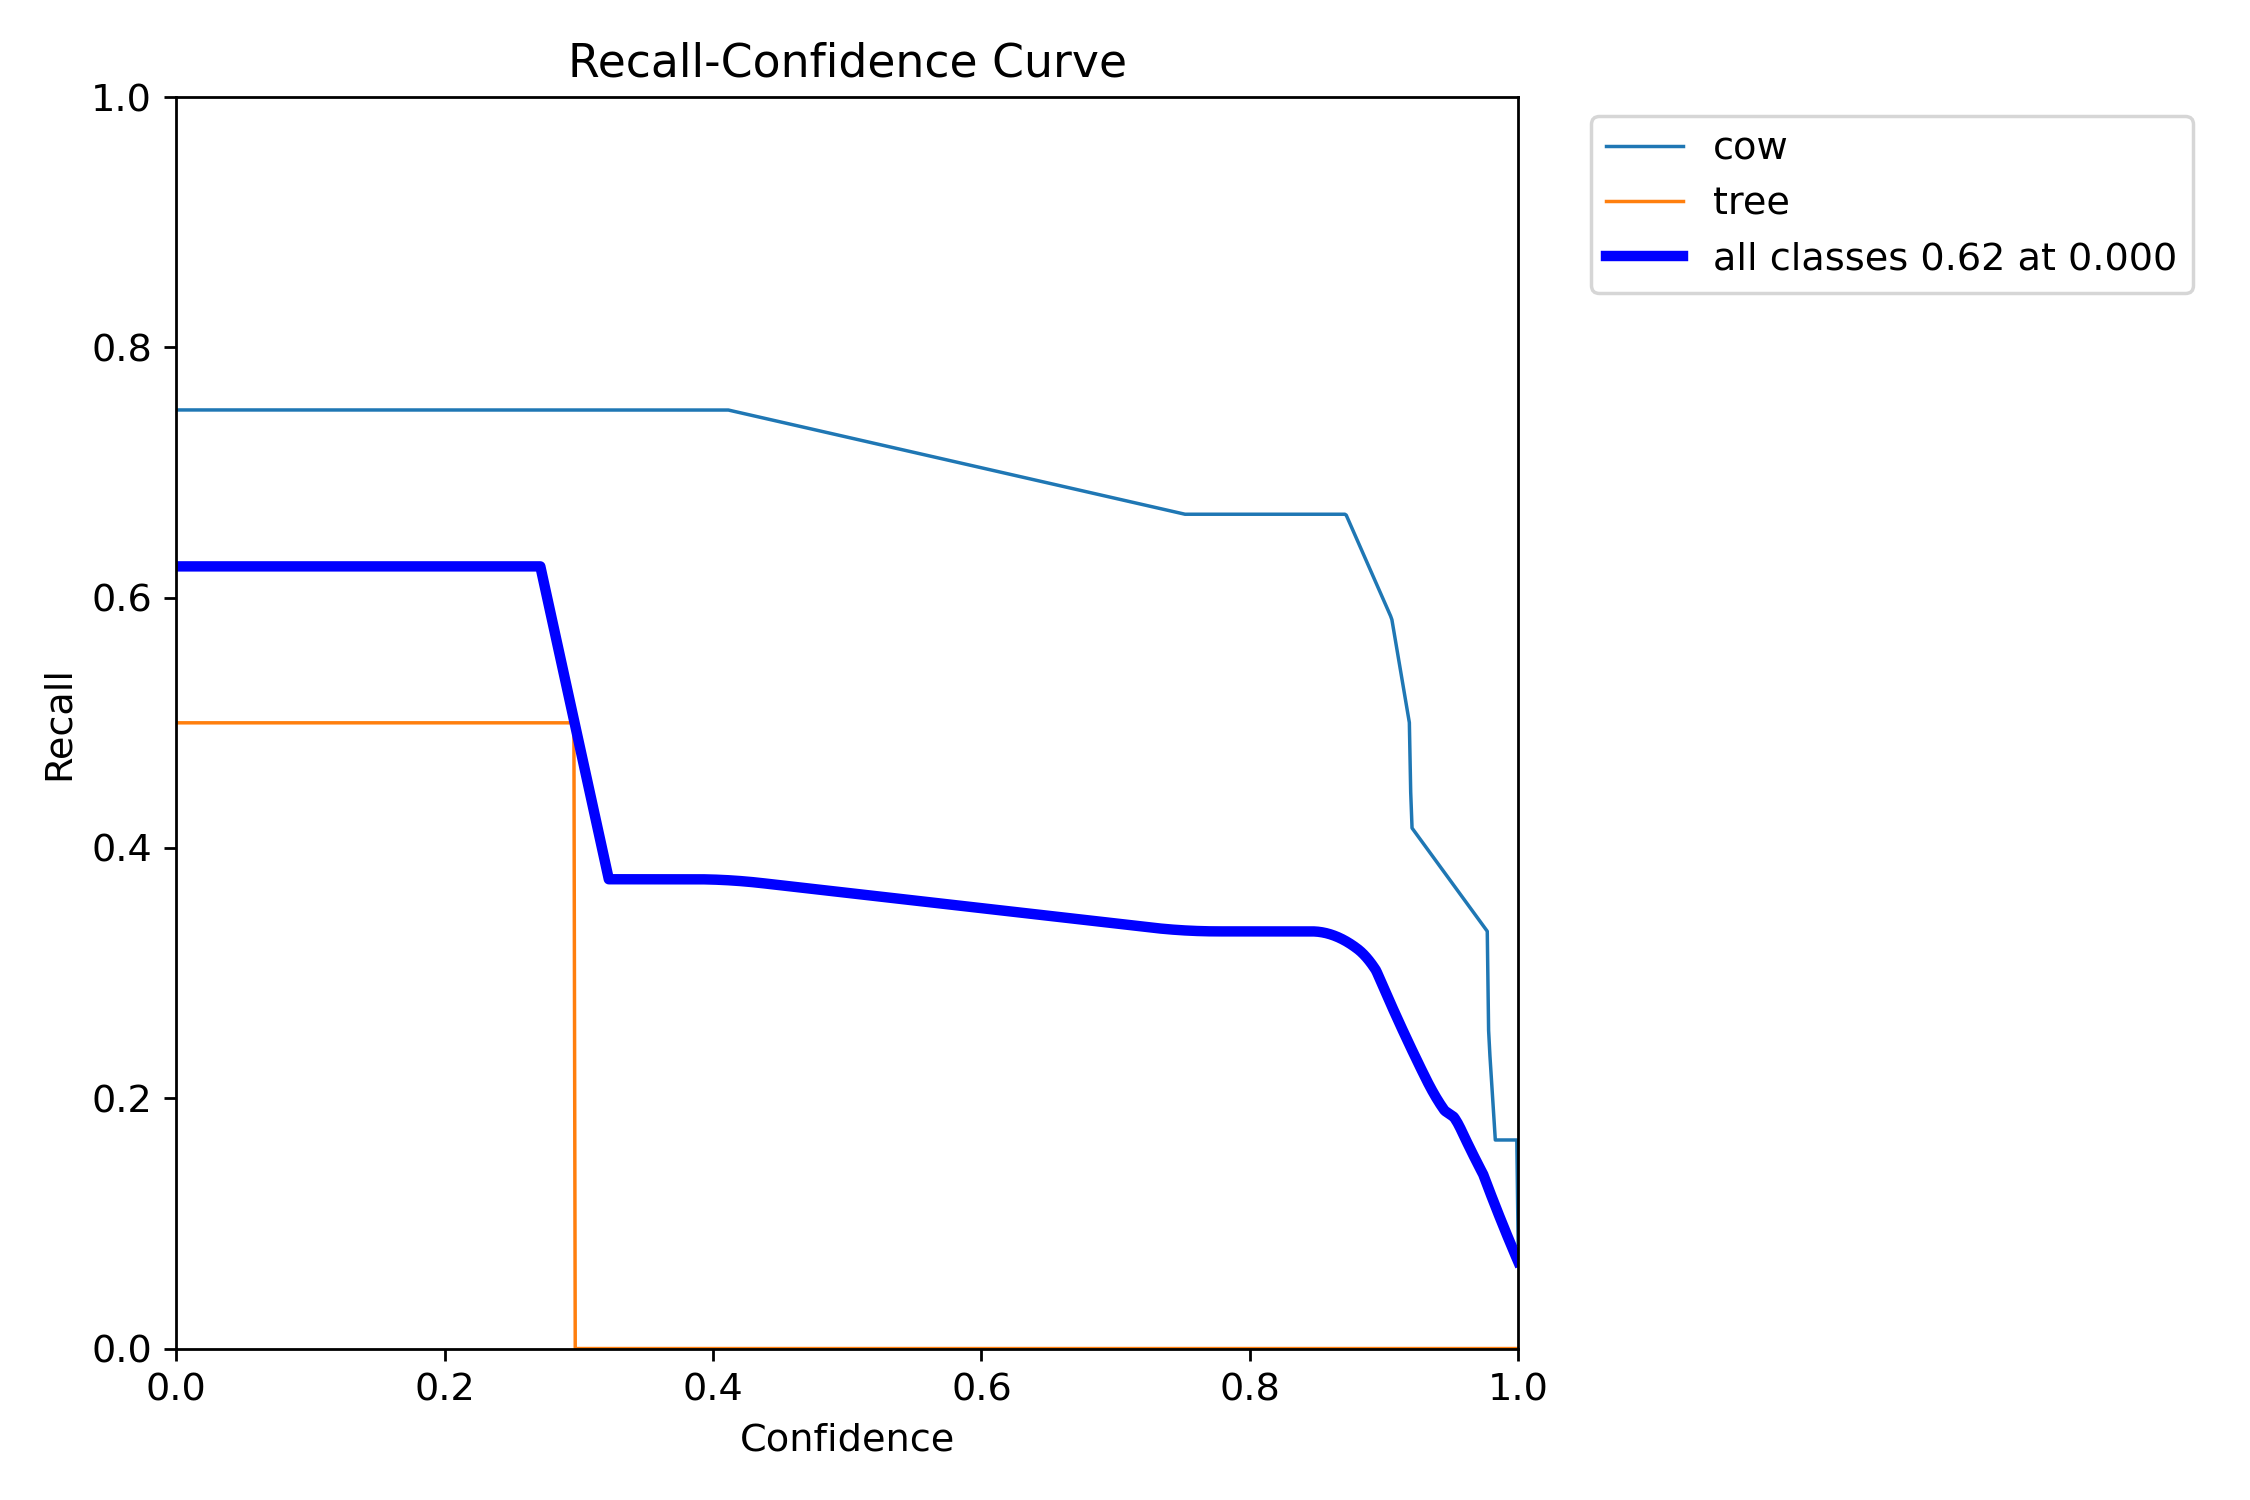 Recall-Confidence Curve
1.0
0.8
0.6
0.4
0.2
0.0
Recall
0.0 0.2 0.4 0.6 0.8 1.0
Confidence
cow
tree
all classes 0.62 at 0.000